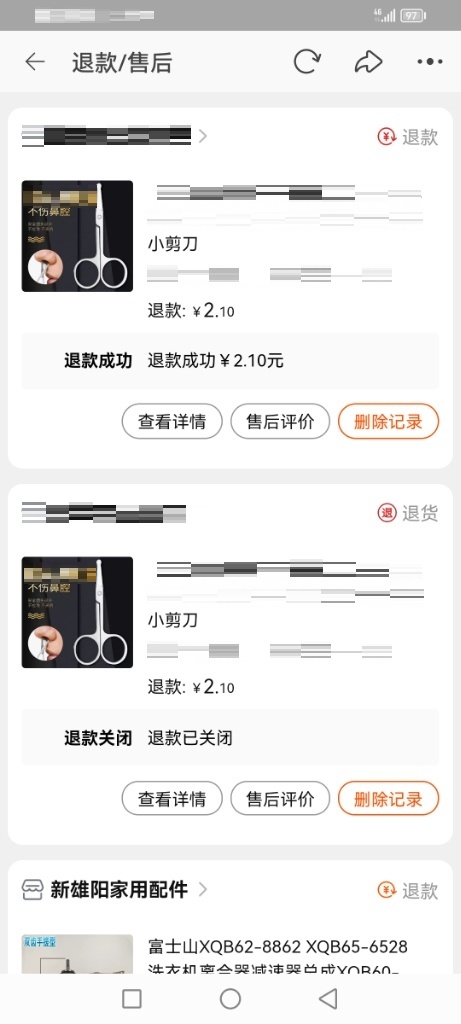 4G 97
退款/售后
退款
不伤鼻腔
小剪刀
退款: ¥2.10
退款成功 退款成功¥2.10元
查看详情 售后评价 删除记录
退 退货
不伤鼻腔
小剪刀
退款: ¥2.10
退款关闭 退款已关闭
查看详情 售后评价 删除记录
新雄阳家用配件
退款
富士山XQB62-8862 XQB65-6528
洗衣机离合器减速器总成XQB60-